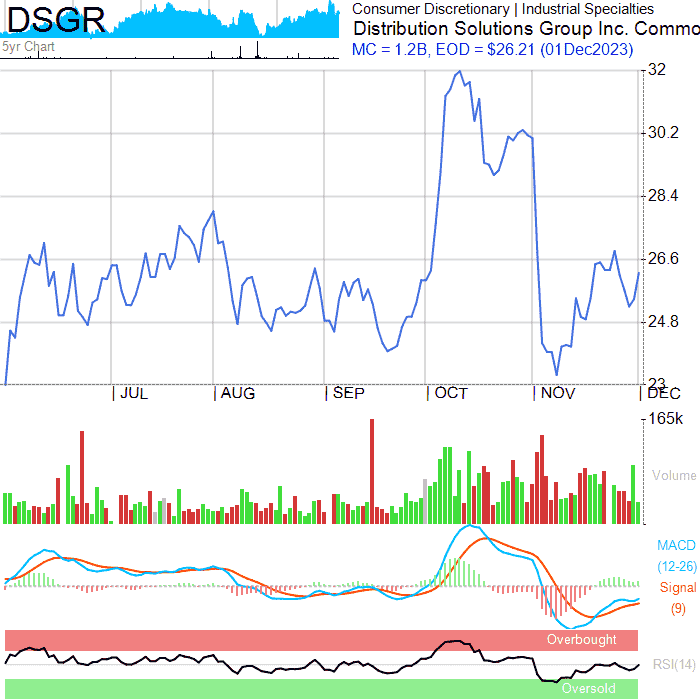 DSGR
Consumer Discretionary | Industrial Specialties
Distribution Solutions Group Inc. Commo
MC = 1.2B, EOD = $26.21 (01Dec2023)
5yr Chart
32
30.2
28.4
26.6
24.8
23
| JUL | AUG | SEP | OCT | NOV | DEC
165k
Volume
MACD
(12-26)
Signal
(9)
Overbought
RSI(14)
Oversold